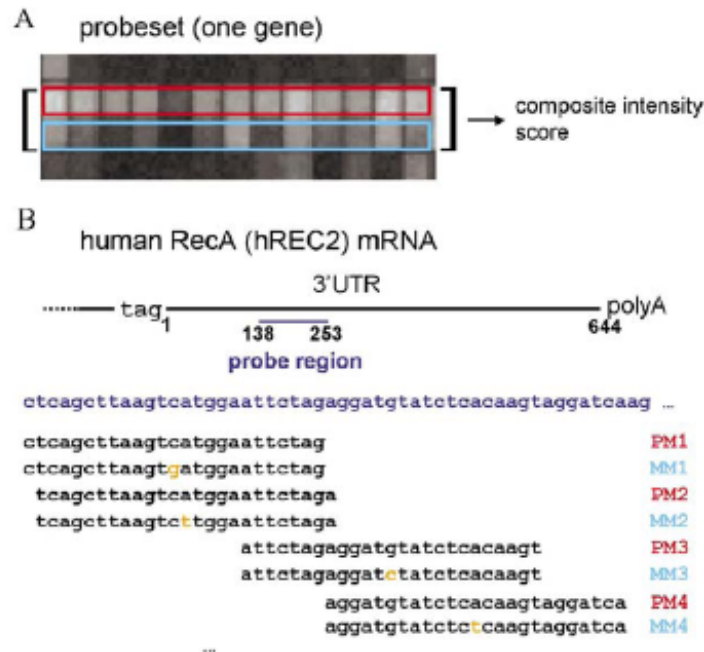 A
probeset (one gene)
composite intensity
score
B
human RecA (hREC2) mRNA
3'UTR
tag
1
138
253
644
polyA
probe region
ctcagcttaagtcatggaattctagaggatgtatctcacaagtaggatcaag ...
ctcagcttaagtcatggaattctag PM1
ctcagcttaagtgatggaattctag MM1
tcagcttaagtcatggaattctaga PM2
tcagcttaagtcttggaattctaga MM2
attctagaggatgtatctcacaagt PM3
attctagaggatctatctcacaagt MM3
aggatgtatctcacaagtaggatca PM4
aggatgtatctctcaagtaggatca MM4
...